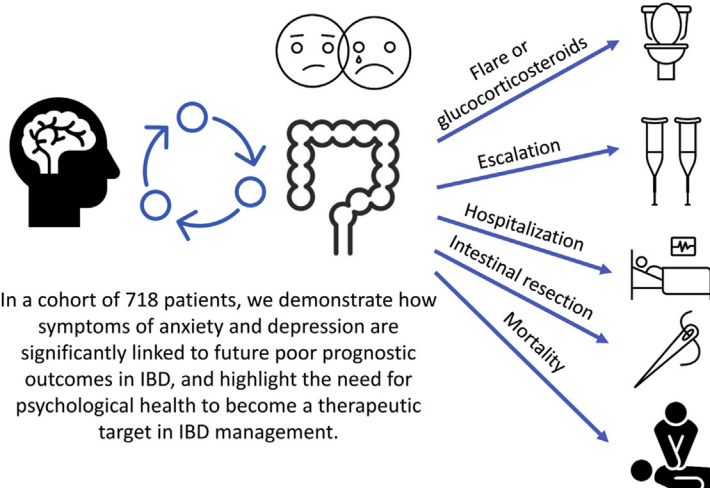 Flare or
glucocorticosteroids
Escalation
Hospitalization
Intestinal resection
Mortality
In a cohort of 718 patients, we demonstrate how
symptoms of anxiety and depression are
significantly linked to future poor prognostic
outcomes in IBD, and highlight the need for
psychological health to become a therapeutic
target in IBD management.